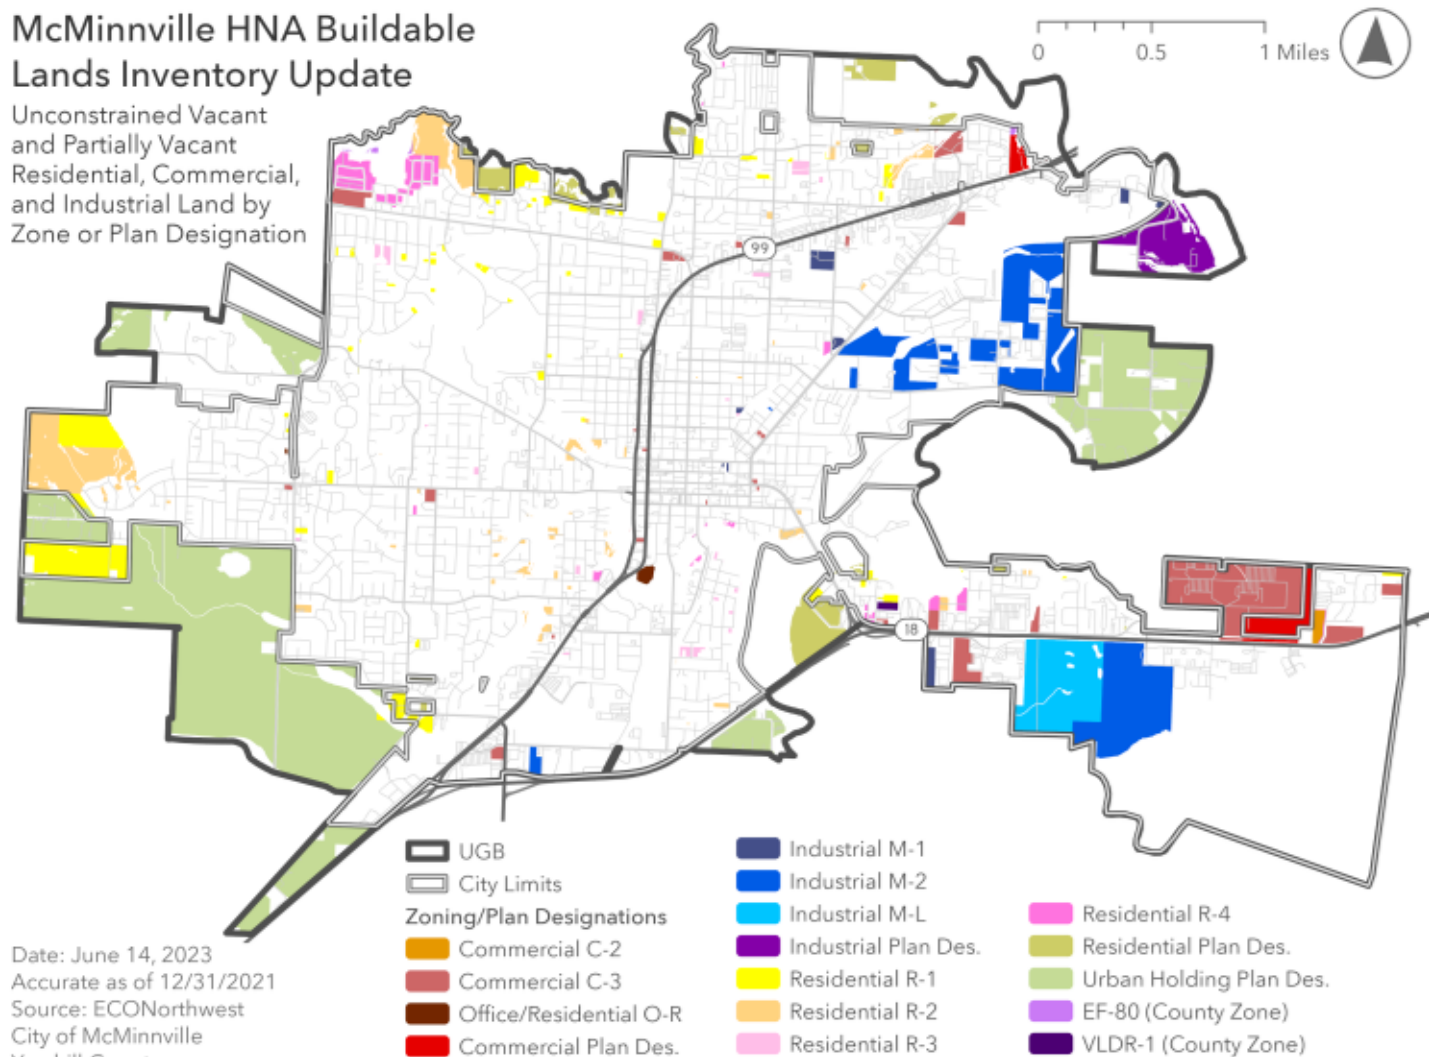 McMinnville HNA Buildable
Lands Inventory Update
Unconstrained Vacant
and Partially Vacant
Residential, Commercial,
and Industrial Land by
Zone or Plan Designation
0 0.5 1 Miles
99
18
UGB
City Limits
Zoning/Plan Designations
Commercial C-2
Commercial C-3
Office/Residential O-R
Commercial Plan Des.
Industrial M-1
Industrial M-2
Industrial M-L
Industrial Plan Des.
Residential R-1
Residential R-2
Residential R-3
Residential R-4
Residential Plan Des.
Urban Holding Plan Des.
EF-80 (County Zone)
VLDR-1 (County Zone)
Date: June 14, 2023
Accurate as of 12/31/2021
Source: ECONorthwest
City of McMinnville